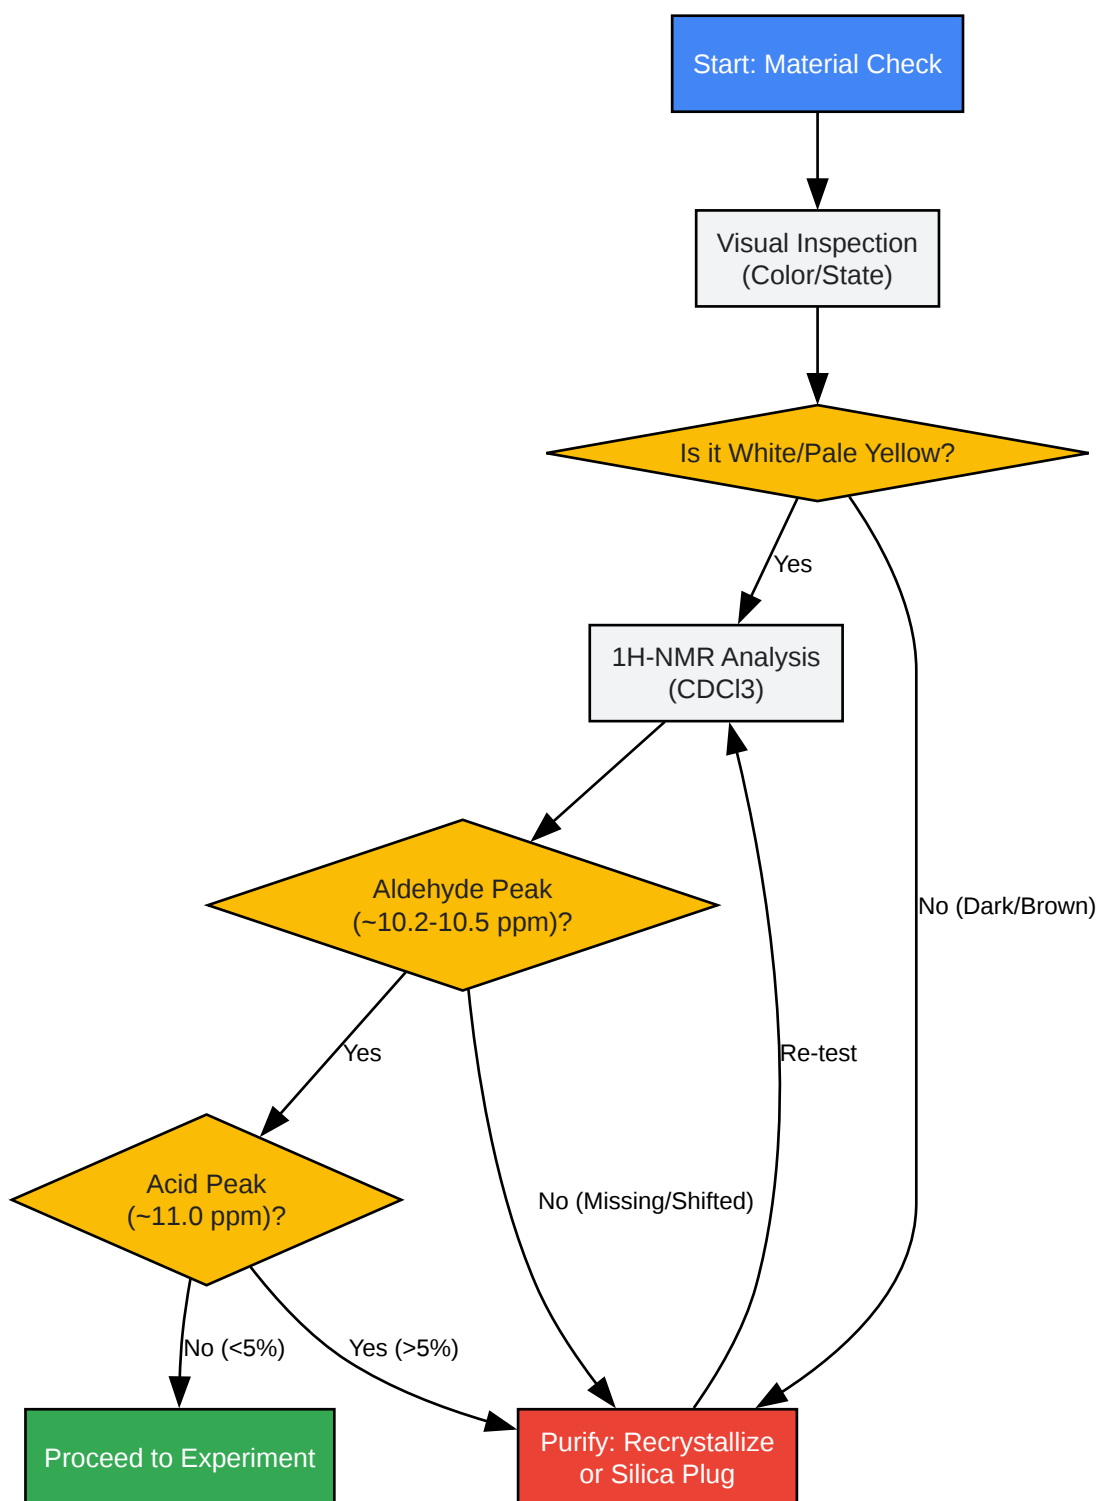 Start: Material Check
Visual Inspection
(Color/State)
Is it White/Pale Yellow?
Yes
1H-NMR Analysis
(CDCl3)
Aldehyde Peak
(~10.2-10.5 ppm)?
No (Dark/Brown)
Yes
Re-test
Acid Peak
(~11.0 ppm)?
No (Missing/Shifted)
No (<5%)
Yes (>5%)
Proceed to Experiment
Purify: Recrystallize
or Silica Plug